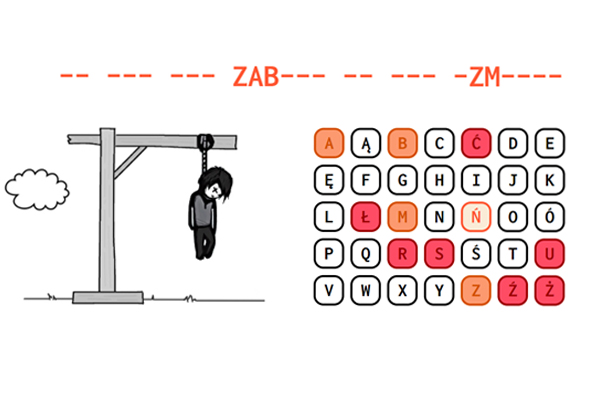 -- --- --- ZAB--- -- --- -ZM----
A Ą B C Ć D E
Ę F G H I J K
L Ł M N Ń O Ó
P Q R S Ś T U
V W X Y Z Ź Ż